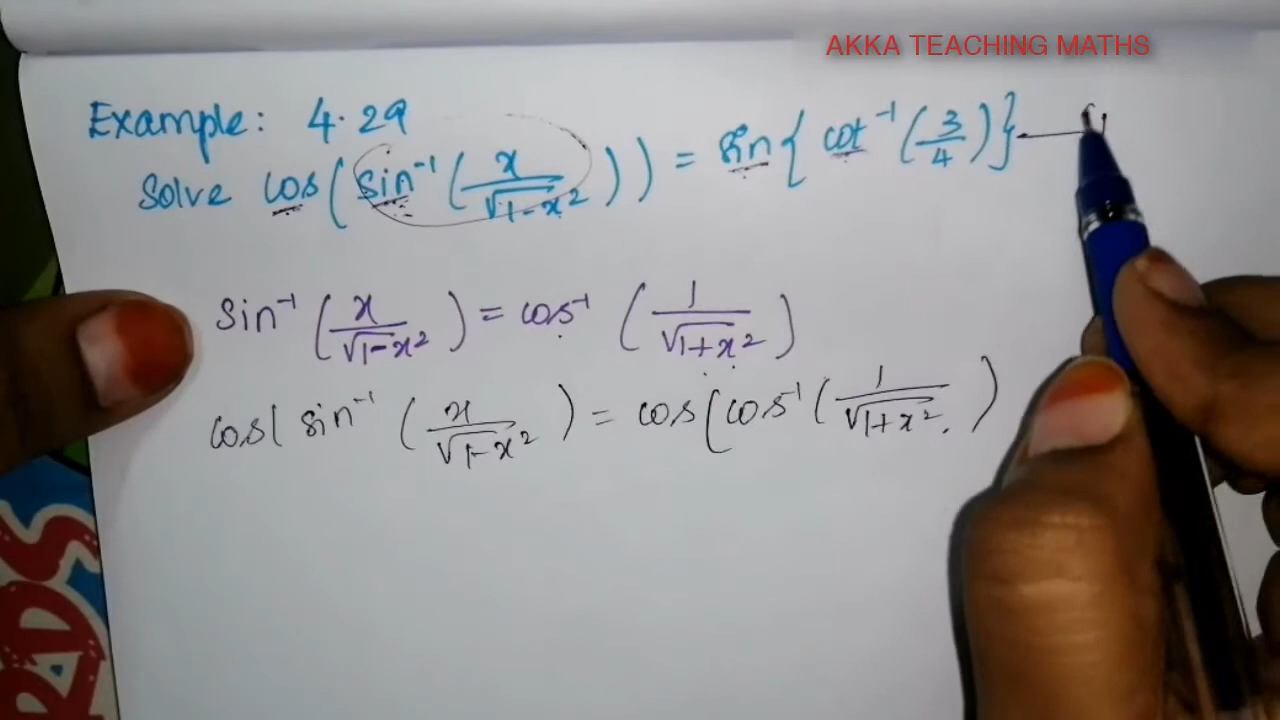 AKKA TEACHING MATHS
Example: 4.29
Solve cos(sin⁻¹(x/√1-x²)) = sin{cot⁻¹(3/4)}
sin⁻¹(x/√1-x²) = cos⁻¹(1/√1+x²)
cos(sin⁻¹(x/√1-x²) = cos(cos⁻¹(1/√1+x²)
RDS